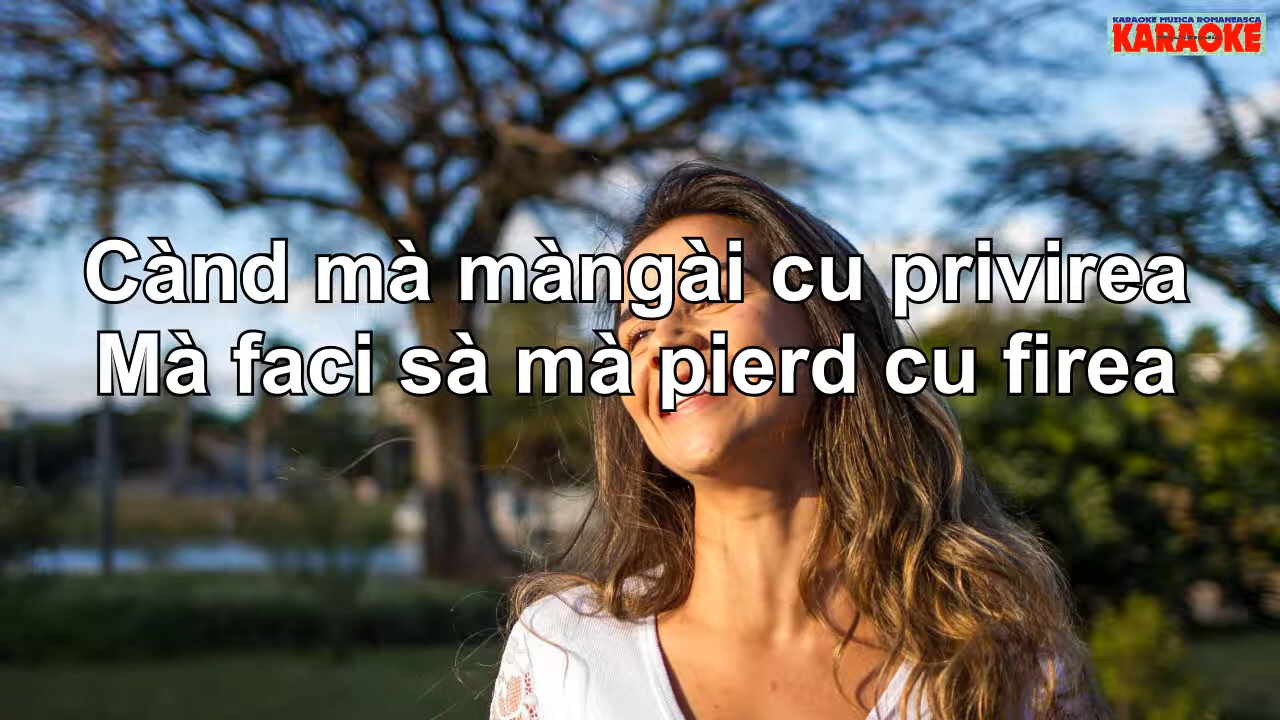 KARAOKE MUZICA ROMANEASCA
KARAOKE
Cànd mà màngài cu privirea
Mà faci sà mà pierd cu firea